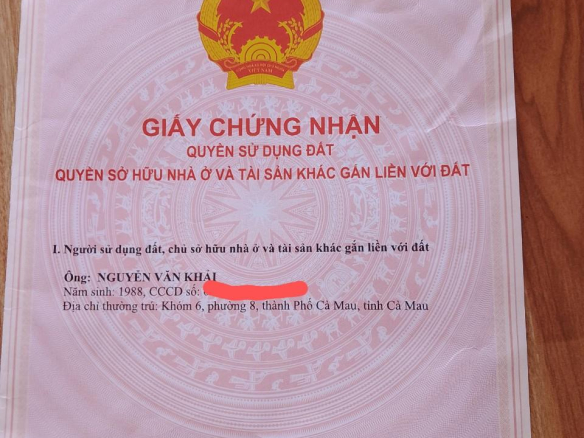 VIỆT NAM
GIẤY CHỨNG NHẬN
QUYỀN SỬ DỤNG ĐẤT
QUYỀN SỞ HỮU NHÀ Ở VÀ TÀI SẢN KHÁC GẮN LIỀN VỚI ĐẤT
I. Người sử dụng đất, chủ sở hữu nhà ở và tài sản khác gắn liền với đất
Ông: NGUYỄN VĂN KHẢI
Năm sinh: 1988, CCCD số:
Địa chỉ thường trú: Khóm 6, phường 8, thành Phố Cà Mau, tỉnh Cà Mau